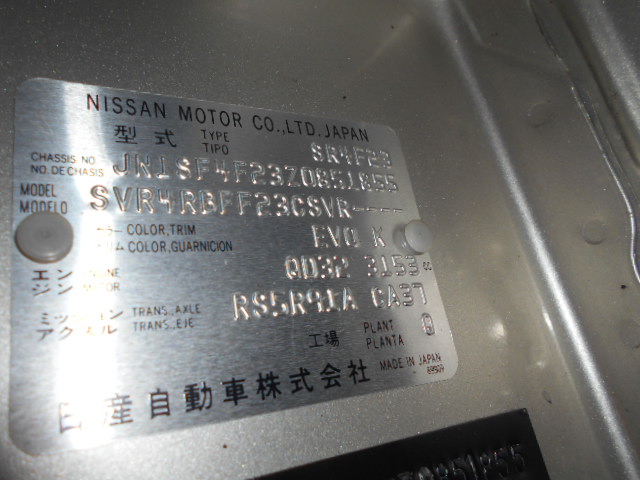 NISSAN MOTOR CO.,LTD.JAPAN
型式 TYPE TIPO SR4F23
CHASSIS NO NO.DE CHASIS JN1SF4F23Z0851855
MODEL MODELO SVR4RBFF23CSVR----
COLOR,TRIM COLOR,GUARNICION EV0 K
エンジン MOTOR QD32 3153 cc
ミッション アクスル TRANS.,AXLE TRANS.,EJE RS5R91A CA37
工場 PLANT PLANTA 0
日産自動車株式会社 MADE IN JAPAN
0851855